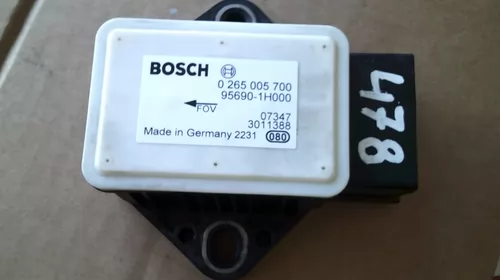 BOSCH
0 265 005 700
95690-1H000
FOV
07347
3011388
Made in Germany 2231 080
478